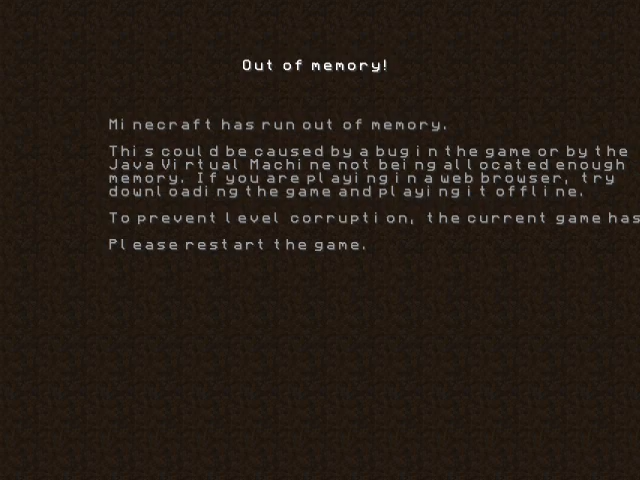 Out of memory!
Minecraft has run out of memory.
This could be caused by a bug in the game or by the
Java Virtual Machine not being allocated enough
memory. If you are playing in a web browser, try
downloading the game and playing it offline.
To prevent level corruption, the current game has
Please restart the game.